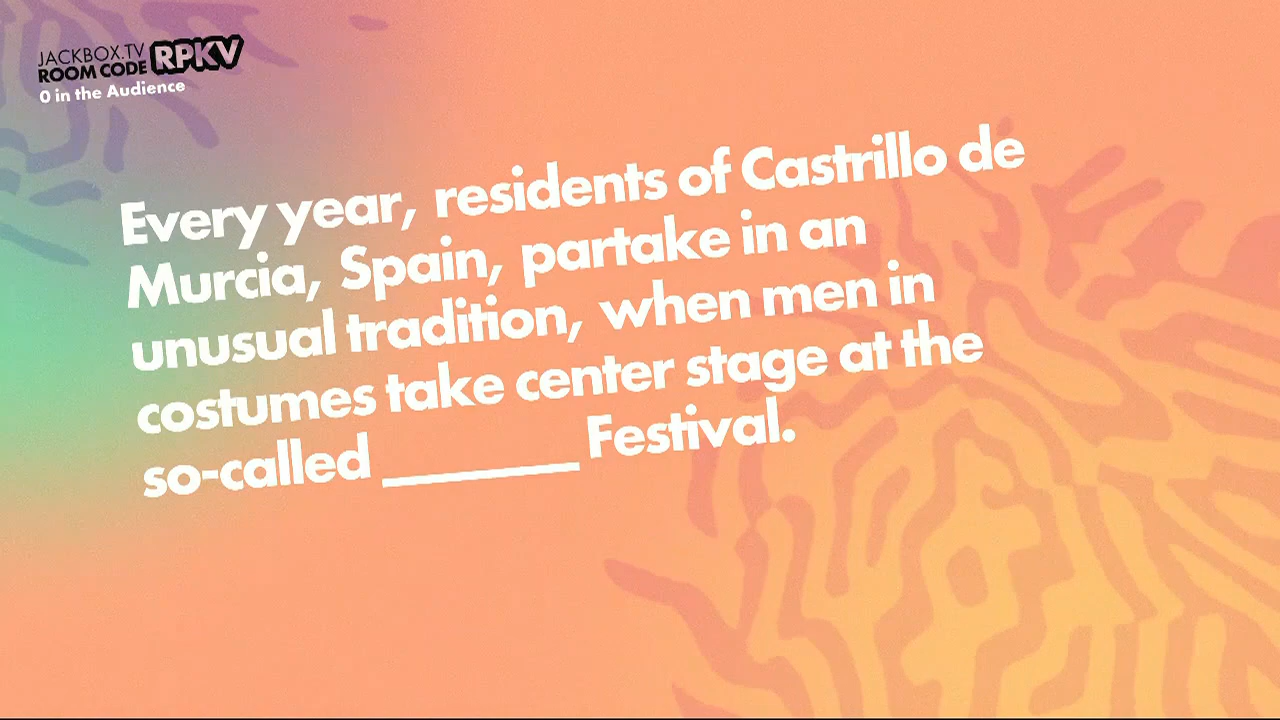 JACKBOX.TV
ROOM CODE RPKV
0 in the Audience
Every year, residents of Castrillo de
Murcia, Spain, partake in an
unusual tradition, when men in
costumes take center stage at the
so-called ________ Festival.